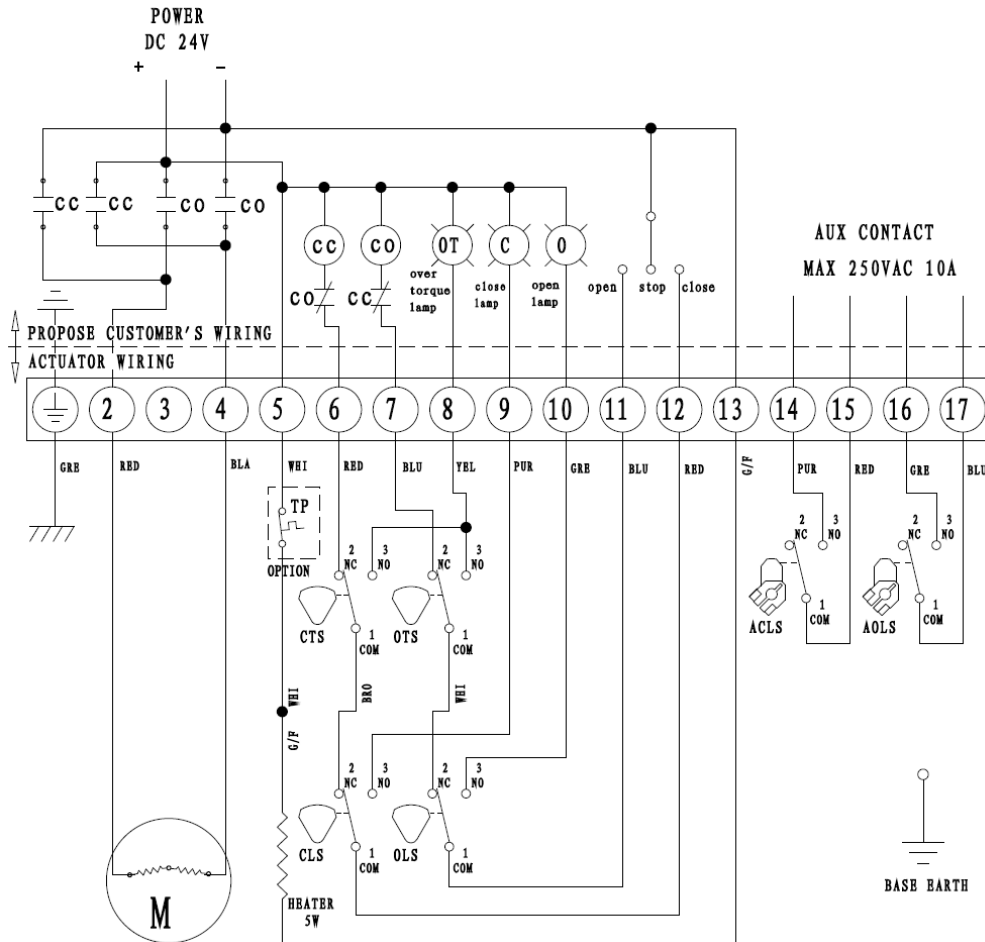 POWER
DC 24V
+ -
CC CC CO CO
CC CO OT C O
over
torque
lamp
close
lamp
open
lamp
CO CC
open stop close
AUX CONTACT
MAX 250VAC 10A
PROPOSE CUSTOMER'S WIRING
ACTUATOR WIRING
2 3 4 5 6 7 8 9 10 11 12 13 14 15 16 17
GRE RED BLA WHI RED BLU YEL PUR GRE BLU RED G/F PUR RED GRE BLU
TP
OPTION
2
NC
3
NO
2
NC
3
NO
CTS
1
COM
OTS
1
COM
2
NC
3
NO
2
NC
3
NO
ACLS
1
COM
AOLS
1
COM
WHI
BRO
WHI
G/F
2
NC
3
NO
2
NC
3
NO
CLS
1
COM
OLS
1
COM
M
HEATER
5W
BASE EARTH